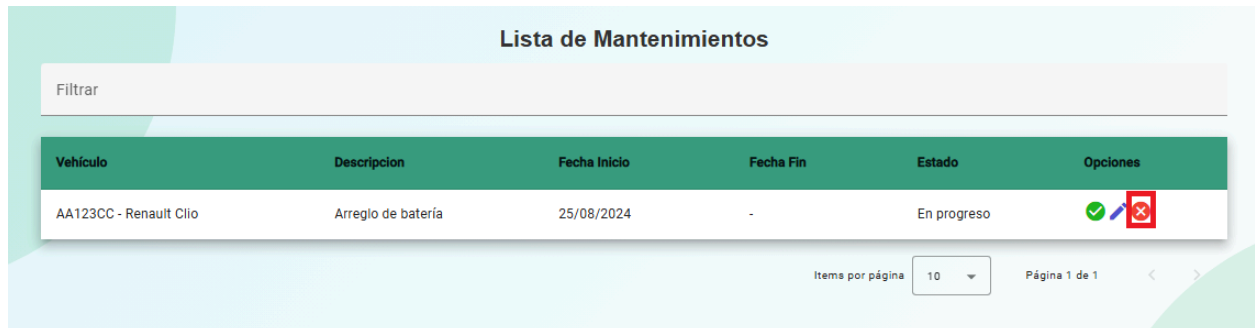 Lista de Mantenimientos
Filtrar
Vehículo Descripcion Fecha Inicio Fecha Fin Estado Opciones
AA123CC - Renault Clio Arreglo de batería 25/08/2024 - En progreso
Items por página 10 Página 1 de 1